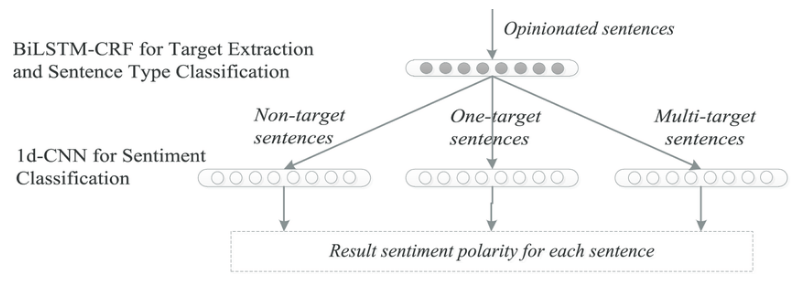 Opinionated sentences
BiLSTM-CRF for Target Extraction
and Sentence Type Classification
Non-target
sentences
One-target
sentences
Multi-target
sentences
1d-CNN for Sentiment
Classification
Result sentiment polarity for each sentence